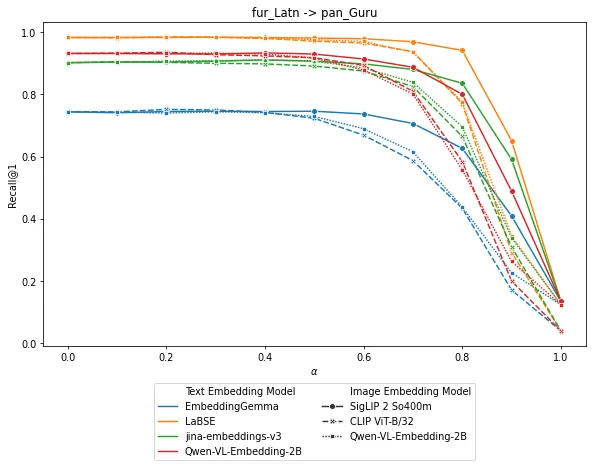 fur_Latn -> pan_Guru
1.0
0.8
0.6
0.4
0.2
0.0
Recall@1
0.0 0.2 0.4 0.6 0.8 1.0
α
Text Embedding Model Image Embedding Model
EmbeddingGemma SigLIP 2 So400m
LaBSE CLIP ViT-B/32
jina-embeddings-v3 Qwen-VL-Embedding-2B
Qwen-VL-Embedding-2B